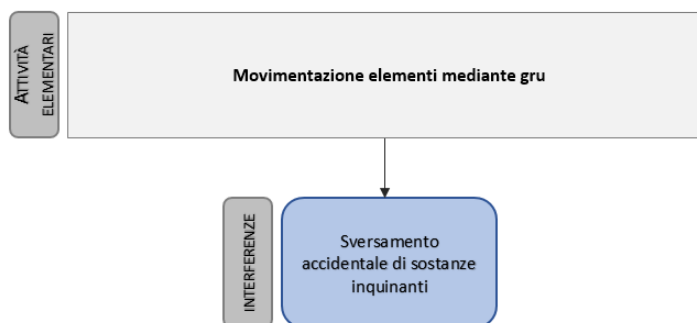 ATTIVITÀ
ELEMENTARI
Movimentazione elementi mediante gru
INTERFERENZE
Sversamento
accidentale di sostanze
inquinanti